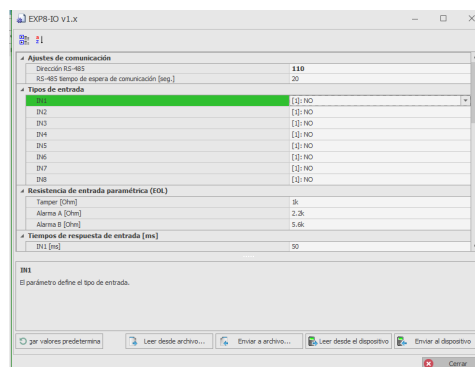 EXP8-IO v1.x
Ajustes de comunicación
Dirección RS-485 110
RS-485 tiempo de espera de comunicación [seg.] 20
Tipos de entrada
IN1 [1]: NO
IN2 [1]: NO
IN3 [1]: NO
IN4 [1]: NO
IN5 [1]: NO
IN6 [1]: NO
IN7 [1]: NO
IN8 [1]: NO
Resistencia de entrada paramétrica (EOL)
Tamper [Ohm] 1k
Alarma A [Ohm] 2.2k
Alarma B [Ohm] 5.6k
Tiempos de respuesta de entrada [ms]
IN1 [ms] 50
IN1
El parámetro define el tipo de entrada.
gar valores predetermina Leer desde archivo... Enviar a archivo... Leer desde el dispositivo Enviar al dispositivo
Cerrar